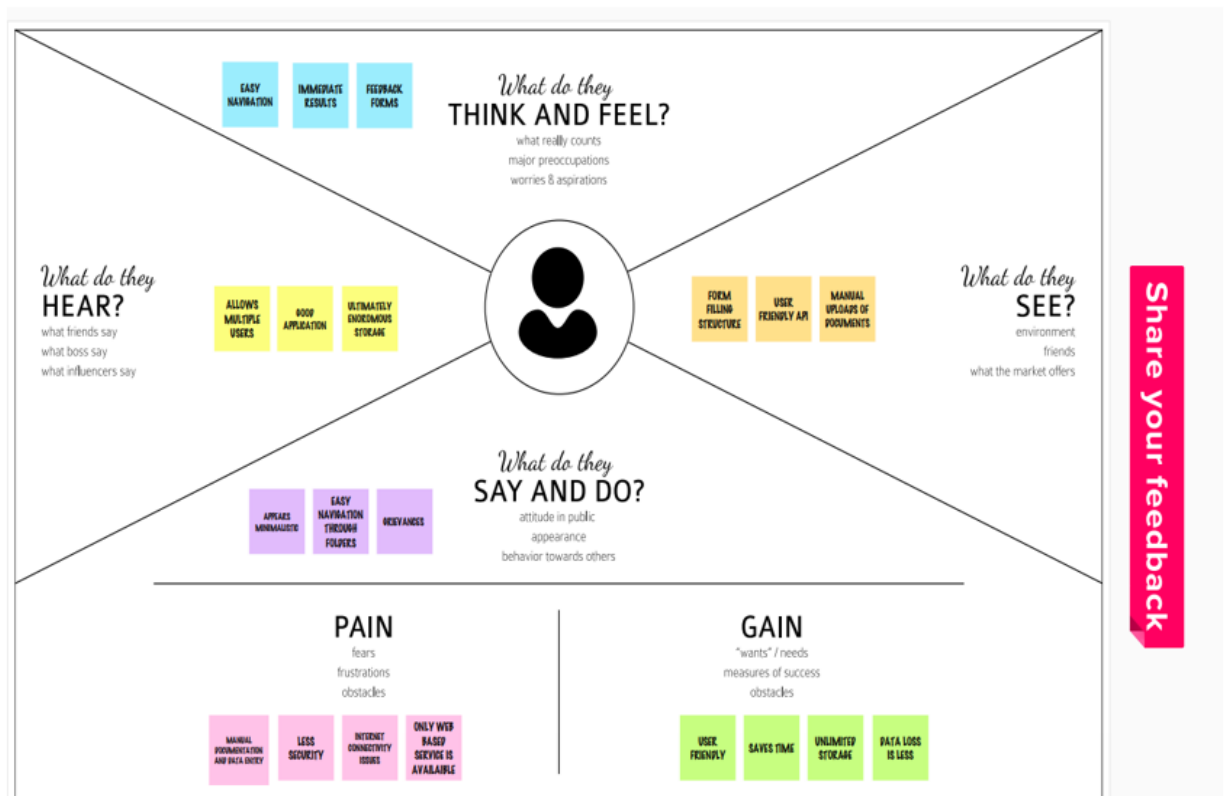 EASY
NAVIGATION
IMMEDIATE
RESULTS
FEEDBACK
FORMS
What do they
THINK AND FEEL?
what really counts
major preoccupations
worries & aspirations
What do they
HEAR?
what friends say
what boss say
what influencers say
ALLOWS
MULTIPLE
USERS
GOOD
APPLICATION
ULTIMATELY
ENOROMOUS
STORAGE
FORM
FILLING
STRUCTURE
USER
FRIENDLY API
MANUAL
UPLOADS OF
DOCUMENTS
What do they
SEE?
environment
friends
what the market offers
What do they
SAY AND DO?
attitude in public
appearance
behavior towards others
APPEARS
MINIMALISTIC
EASY
NAVIGATION
THROUGH
FOLDERS
GRIEVANCES
PAIN
fears
frustrations
obstacles
MANUAL
DOCUMENTATION
AND DATA ENTRY
LESS
SECURITY
INTERNET
CONNECTIVITY
ISSUES
ONLY WEB
BASED
SERVICE IS
AVAILAIBLE
GAIN
"wants" / needs
measures of success
obstacles
USER
FRIENDLY
SAVES TIME
UNLIMITED
STORAGE
DATA LOSS
IS LESS
Share your feedback